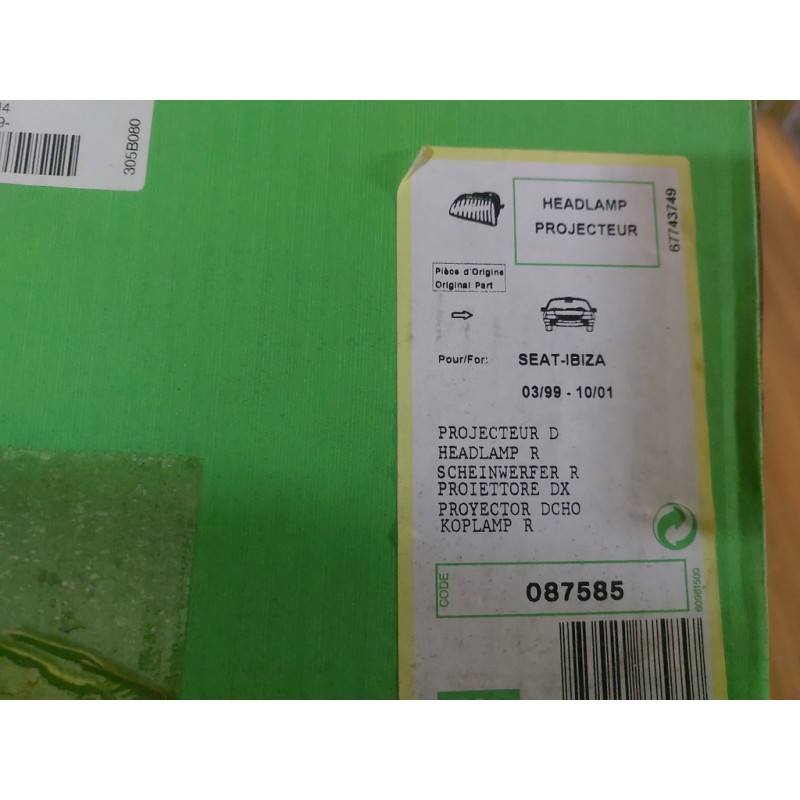 305B080
HEADLAMP
PROJECTEUR
67743749
Pièce d'Origine
Original Part
Pour/For: SEAT-IBIZA
03/99 - 10/01
PROJECTEUR D
HEADLAMP R
SCHEINWERFER R
PROIETTORE DX
PROYECTOR DCHO
KOPLAMP R
CODE
087585
60981500